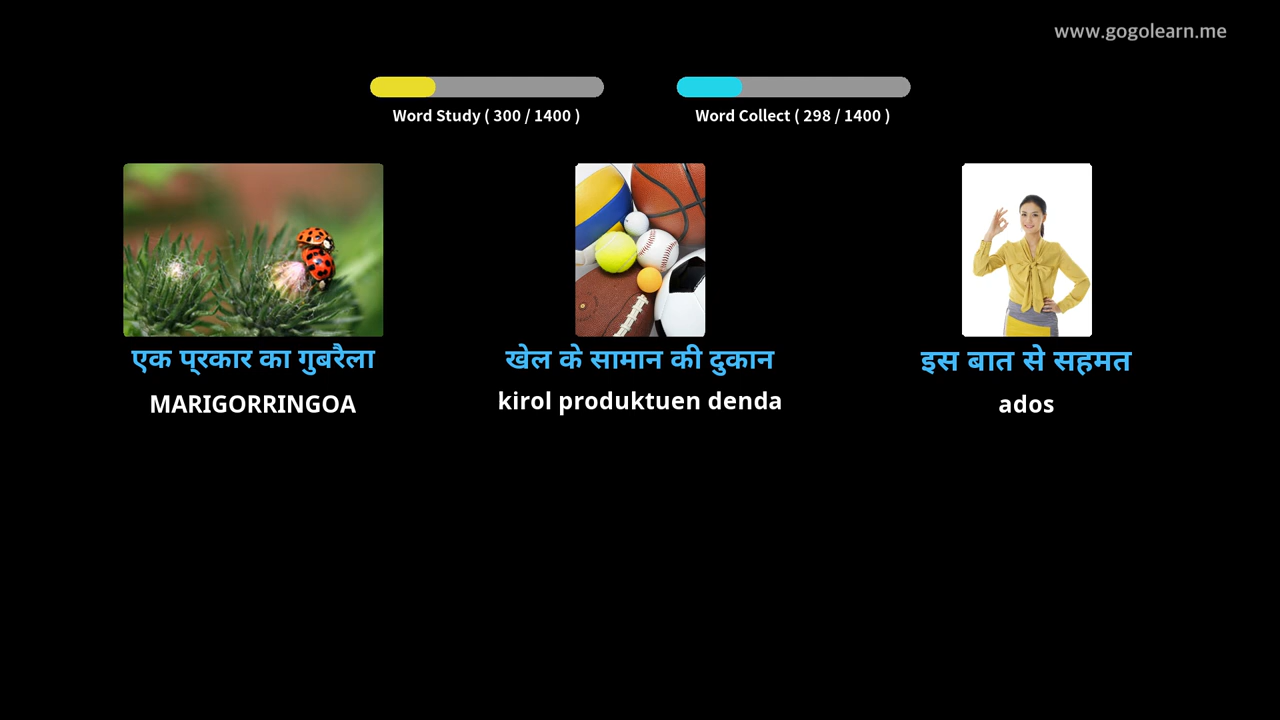 www.gogolearn.me
Word Study ( 300 / 1400 )
Word Collect ( 298 / 1400 )
एक प्रकार का गुबरैला
खेल के सामान की दुकान
इस बात से सहमत
MARIGORRINGOA
kirol produktuen denda
ados